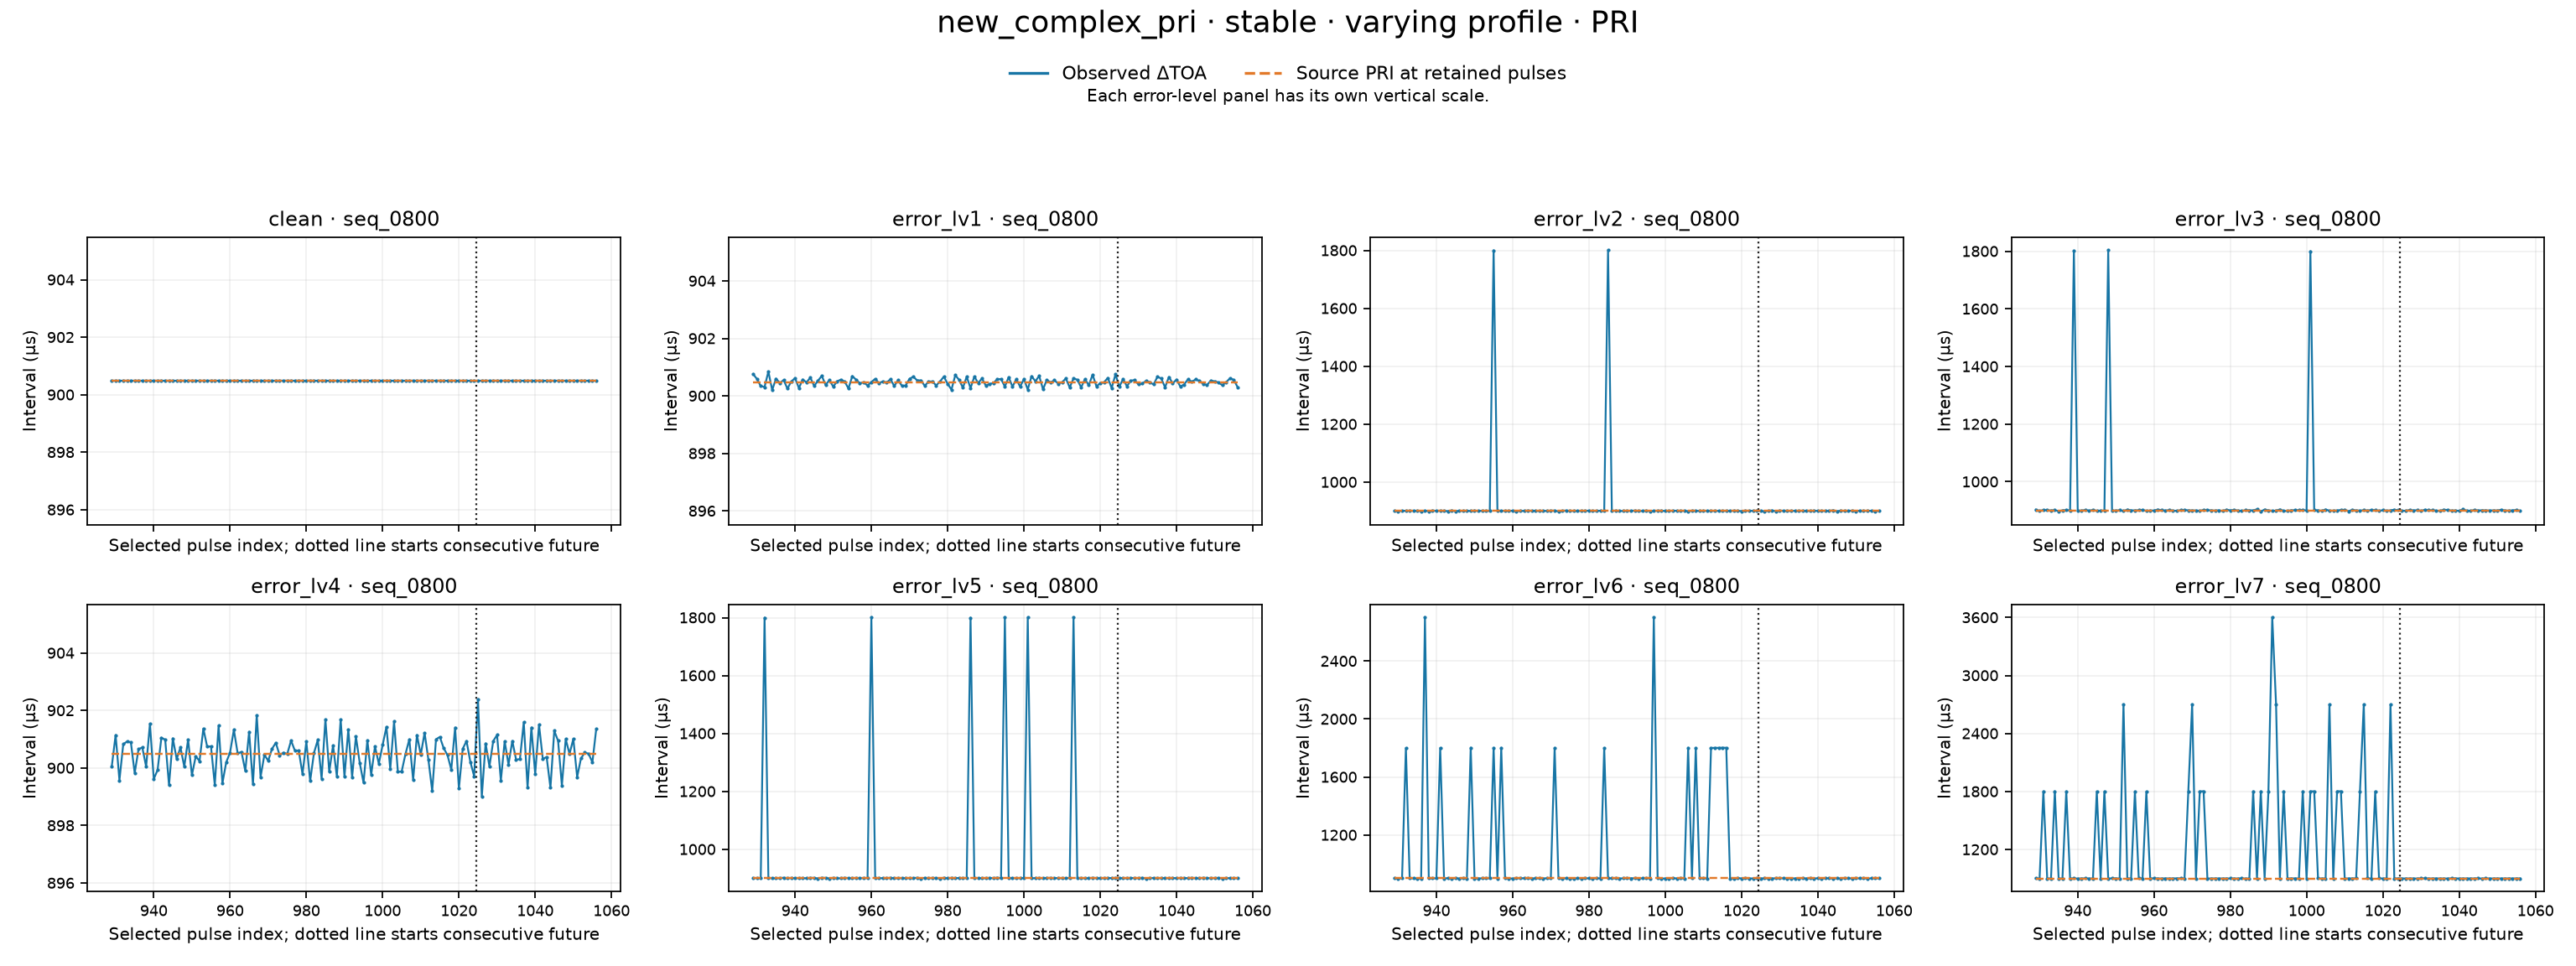 new_complex_pri · stable · varying profile · PRI
Observed ΔTOA
Source PRI at retained pulses
Each error-level panel has its own vertical scale.
clean · seq_0800
904
902
900
898
896
Interval (µs)
Selected pulse index; dotted line starts consecutive future
error_lv1 · seq_0800
904
902
900
898
896
Interval (µs)
Selected pulse index; dotted line starts consecutive future
error_lv2 · seq_0800
1800
1600
1400
1200
1000
Interval (µs)
Selected pulse index; dotted line starts consecutive future
error_lv3 · seq_0800
1800
1600
1400
1200
1000
Interval (µs)
Selected pulse index; dotted line starts consecutive future
error_lv4 · seq_0800
904
902
900
898
896
Interval (µs)
940 960 980 1000 1020 1040 1060
Selected pulse index; dotted line starts consecutive future
error_lv5 · seq_0800
1800
1600
1400
1200
1000
Interval (µs)
940 960 980 1000 1020 1040 1060
Selected pulse index; dotted line starts consecutive future
error_lv6 · seq_0800
2400
2000
1600
1200
Interval (µs)
940 960 980 1000 1020 1040 1060
Selected pulse index; dotted line starts consecutive future
error_lv7 · seq_0800
3600
3000
2400
1800
1200
Interval (µs)
940 960 980 1000 1020 1040 1060
Selected pulse index; dotted line starts consecutive future